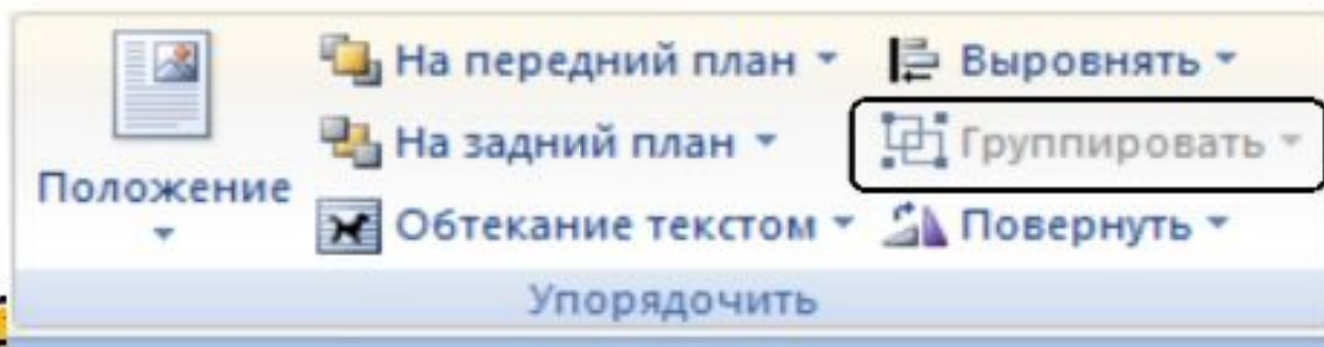 Положение
На передний план
На задний план
Обтекание текстом
Выровнять
Группировать
Повернуть
Упорядочить